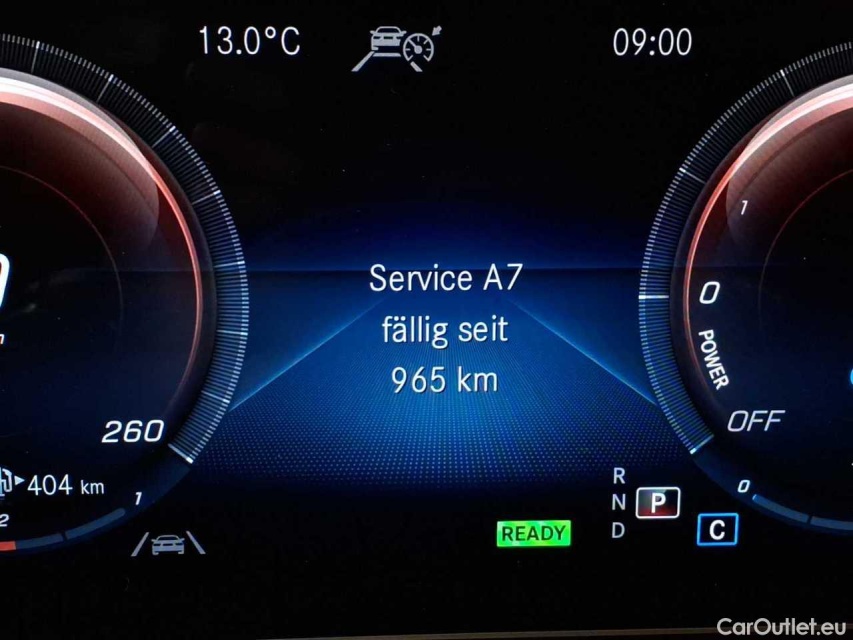 13.0°C
09:00
Service A7
fällig seit
965 km
1
0
POWER
OFF
260
404 km
1
2
0
R
N
D
P
READY
C
CarOutlet.eu